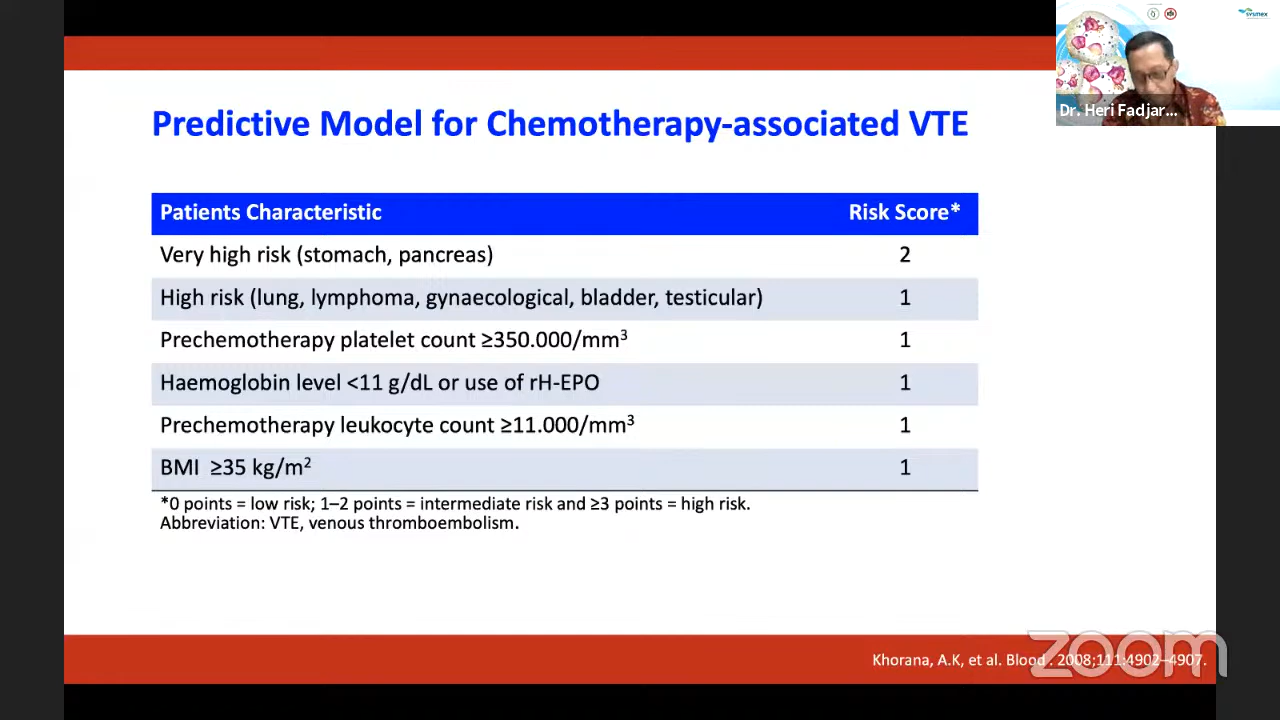 sysmex
Dr. Heri Fadjar...
Predictive Model for Chemotherapy-associated VTE
Patients Characteristic Risk Score*
Very high risk (stomach, pancreas) 2
High risk (lung, lymphoma, gynaecological, bladder, testicular) 1
Prechemotherapy platelet count ≥350.000/mm³ 1
Haemoglobin level <11 g/dL or use of rH-EPO 1
Prechemotherapy leukocyte count ≥11.000/mm³ 1
BMI ≥35 kg/m² 1
*0 points = low risk; 1–2 points = intermediate risk and ≥3 points = high risk.
Abbreviation: VTE, venous thromboembolism.
Khorana, A.K, et al. Blood . 2008;111:4902–4907.
zoom